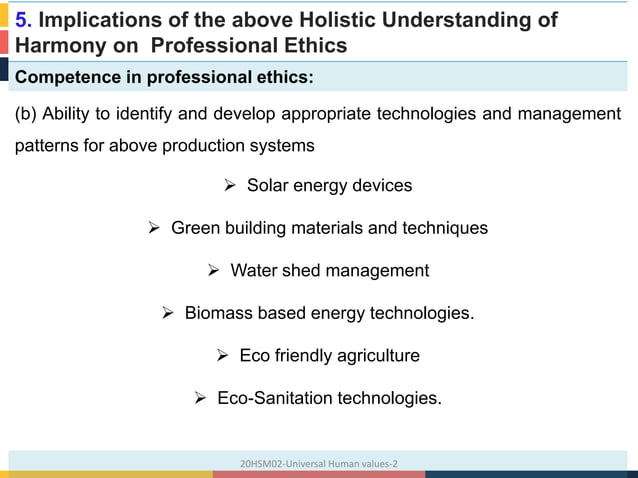 5. Implications of the above Holistic Understanding of
Harmony on Professional Ethics
Competence in professional ethics:
(b) Ability to identify and develop appropriate technologies and management
patterns for above production systems
➢ Solar energy devices
➢ Green building materials and techniques
➢ Water shed management
➢ Biomass based energy technologies.
➢ Eco friendly agriculture
➢ Eco-Sanitation technologies.
20HSM02-Universal Human values-2